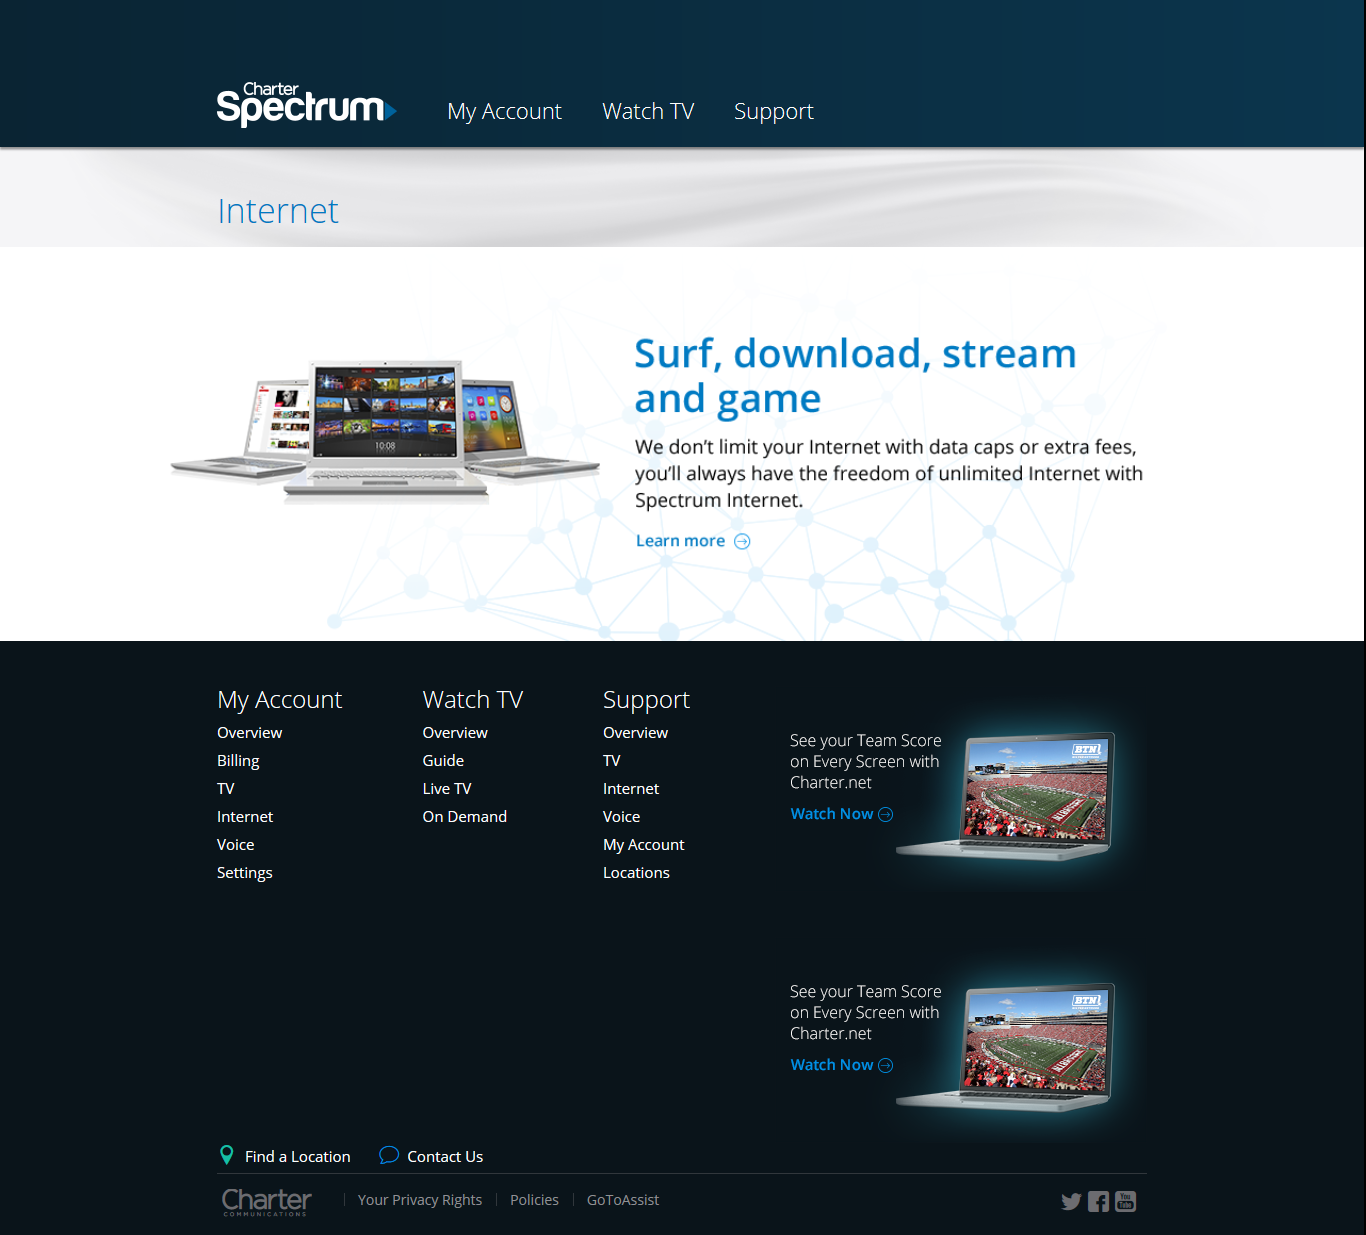 Charter
Spectrum
My Account
Watch TV
Support
Internet
Surf, download, stream
and game
We don't limit your Internet with data caps or extra fees,
you'll always have the freedom of unlimited Internet with
Spectrum Internet.
Learn more
10:08
My Account
Overview
Billing
TV
Internet
Voice
Settings
Watch TV
Overview
Guide
Live TV
On Demand
Support
Overview
TV
Internet
Voice
My Account
Locations
See your Team Score
on Every Screen with
Charter.net
Watch Now
BTN
See your Team Score
on Every Screen with
Charter.net
Watch Now
BTN
Find a Location
Contact Us
Charter
COMMUNICATIONS
Your Privacy Rights
Policies
GoToAssist
You
Tube